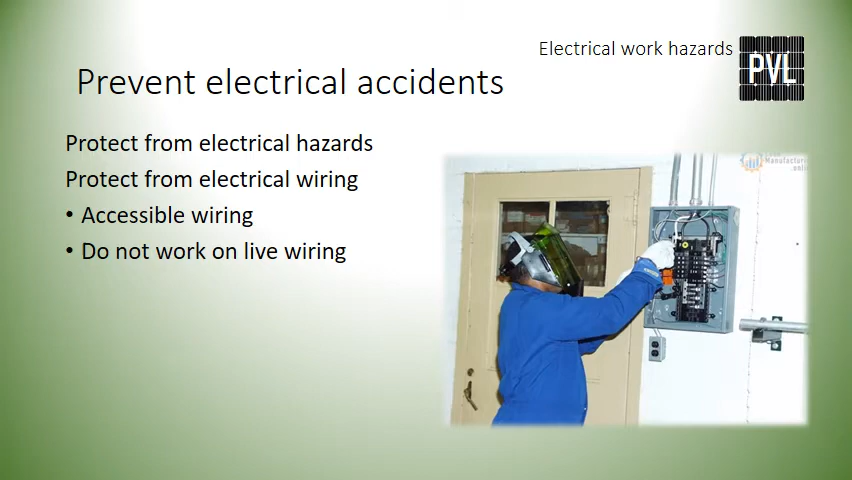 Electrical work hazards
PVL
Prevent electrical accidents
Protect from electrical hazards
Protect from electrical wiring
• Accessible wiring
• Do not work on live wiring